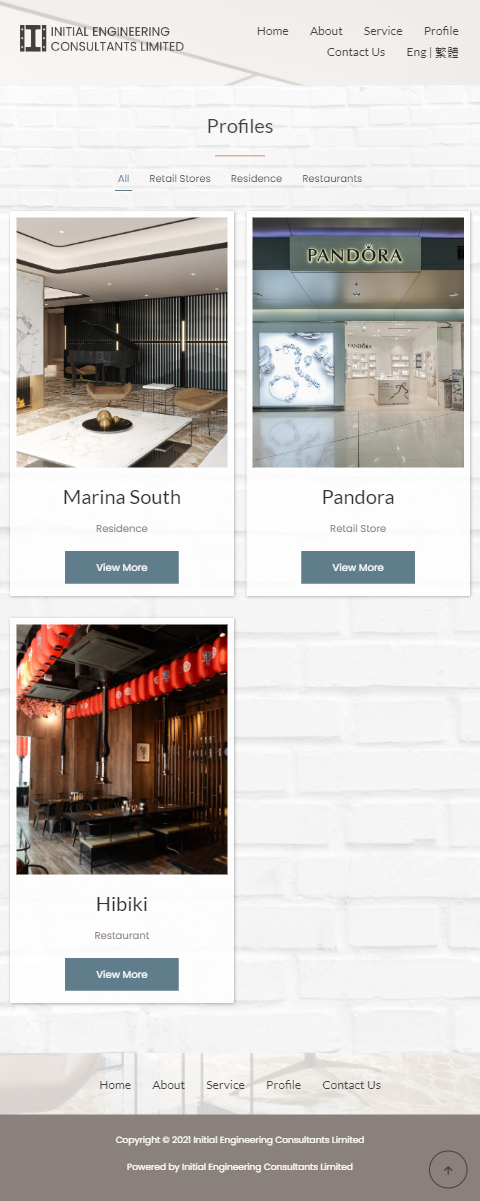 INITIAL ENGINEERING
CONSULTANTS LIMITED
Home About Service Profile
Contact Us Eng | 繁體
Profiles
All Retail Stores Residence Restaurants
PANDÓRA
PANDÓRA
Marina South
Residence
View More
Pandora
Retail Store
View More
Hibiki
Restaurant
View More
Home About Service Profile Contact Us
Copyright © 2021 Initial Engineering Consultants Limited
Powered by Initial Engineering Consultants Limited